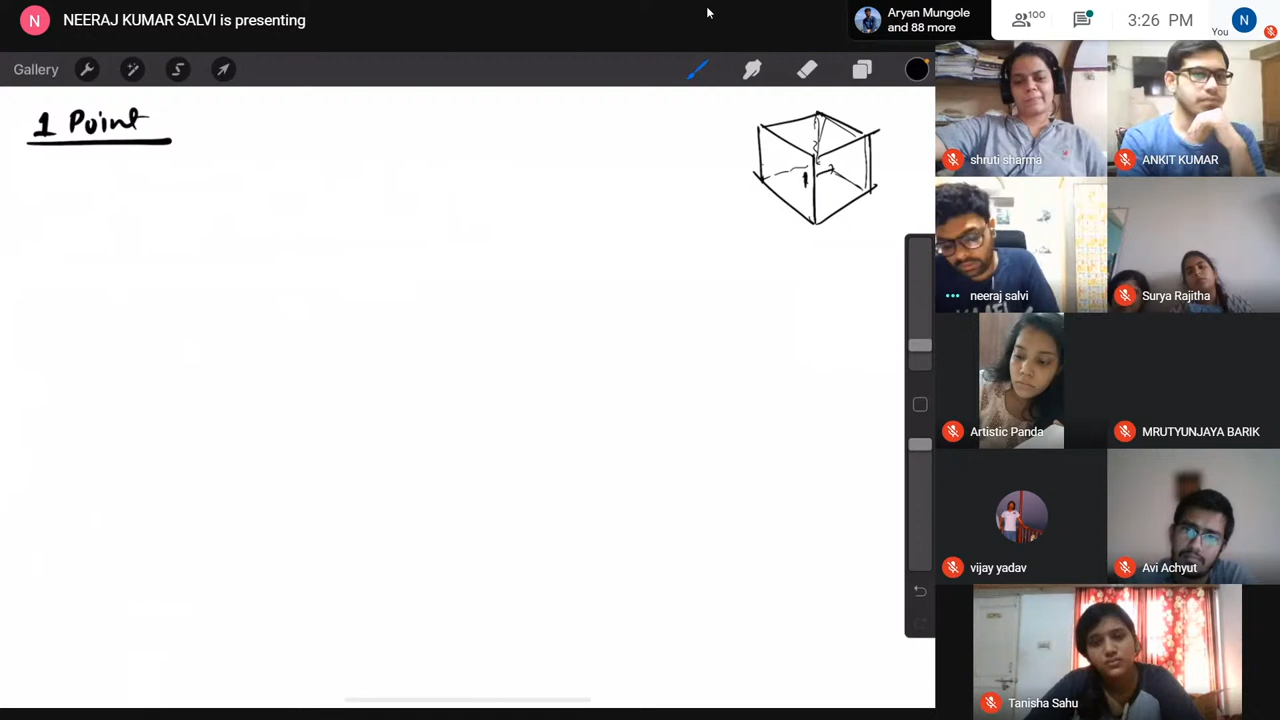 N NEERAJ KUMAR SALVI is presenting
Aryan Mungole
and 88 more
100
3:26 PM
You
N
Gallery
S
1 Point
shruti sharma
ANKIT KUMAR
neeraj salvi
Surya Rajitha
Artistic Panda
MRUTYUNJAYA BARIK
vijay yadav
Avi Achyut
Tanisha Sahu